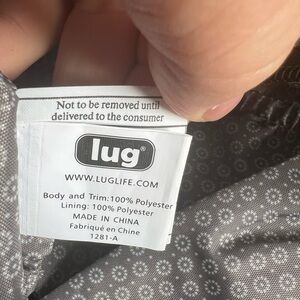 Not to be removed until
delivered to the consumer
lug®
WWW.LUGLIFE.COM
Body and Trim:100% Polyester
Lining: 100% Polyester
MADE IN CHINA
Fabriqué en Chine
1281-A